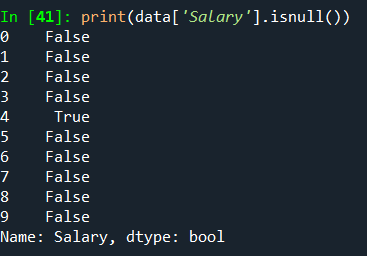 In [41]: print(data['Salary'].isnull())
0    False
1    False
2    False
3    False
4     True
5    False
6    False
7    False
8    False
9    False
Name: Salary, dtype: bool